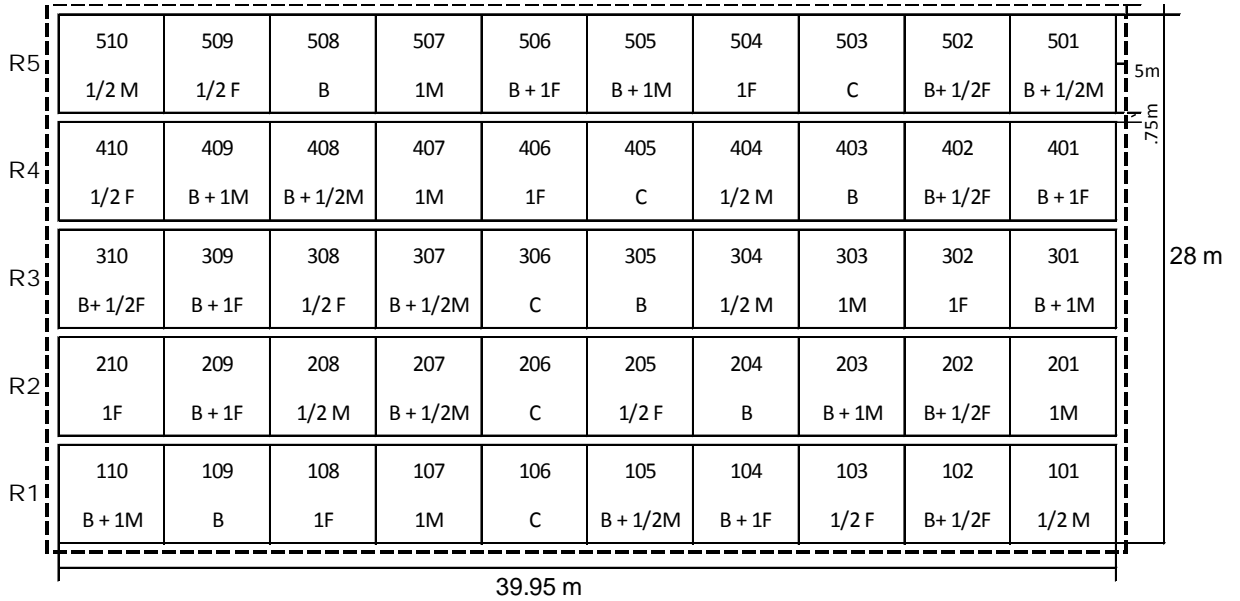 510 509 508 507 506 505 504 503 502 501
R5
5m
1/2 M 1/2 F B 1M B + 1F B + 1M 1F C B+ 1/2F B + 1/2M
.75m
410 409 408 407 406 405 404 403 402 401
R4
1/2 F B + 1M B + 1/2M 1M 1F C 1/2 M B B+ 1/2F B + 1F
310 309 308 307 306 305 304 303 302 301
28 m
R3
B+ 1/2F B + 1F 1/2 F B + 1/2M C B 1/2 M 1M 1F B + 1M
210 209 208 207 206 205 204 203 202 201
R2
1F B + 1F 1/2 M B + 1/2M C 1/2 F B B + 1M B+ 1/2F 1M
110 109 108 107 106 105 104 103 102 101
R1
B + 1M B 1F 1M C B + 1/2M B + 1F 1/2 F B+ 1/2F 1/2 M
39.95 m